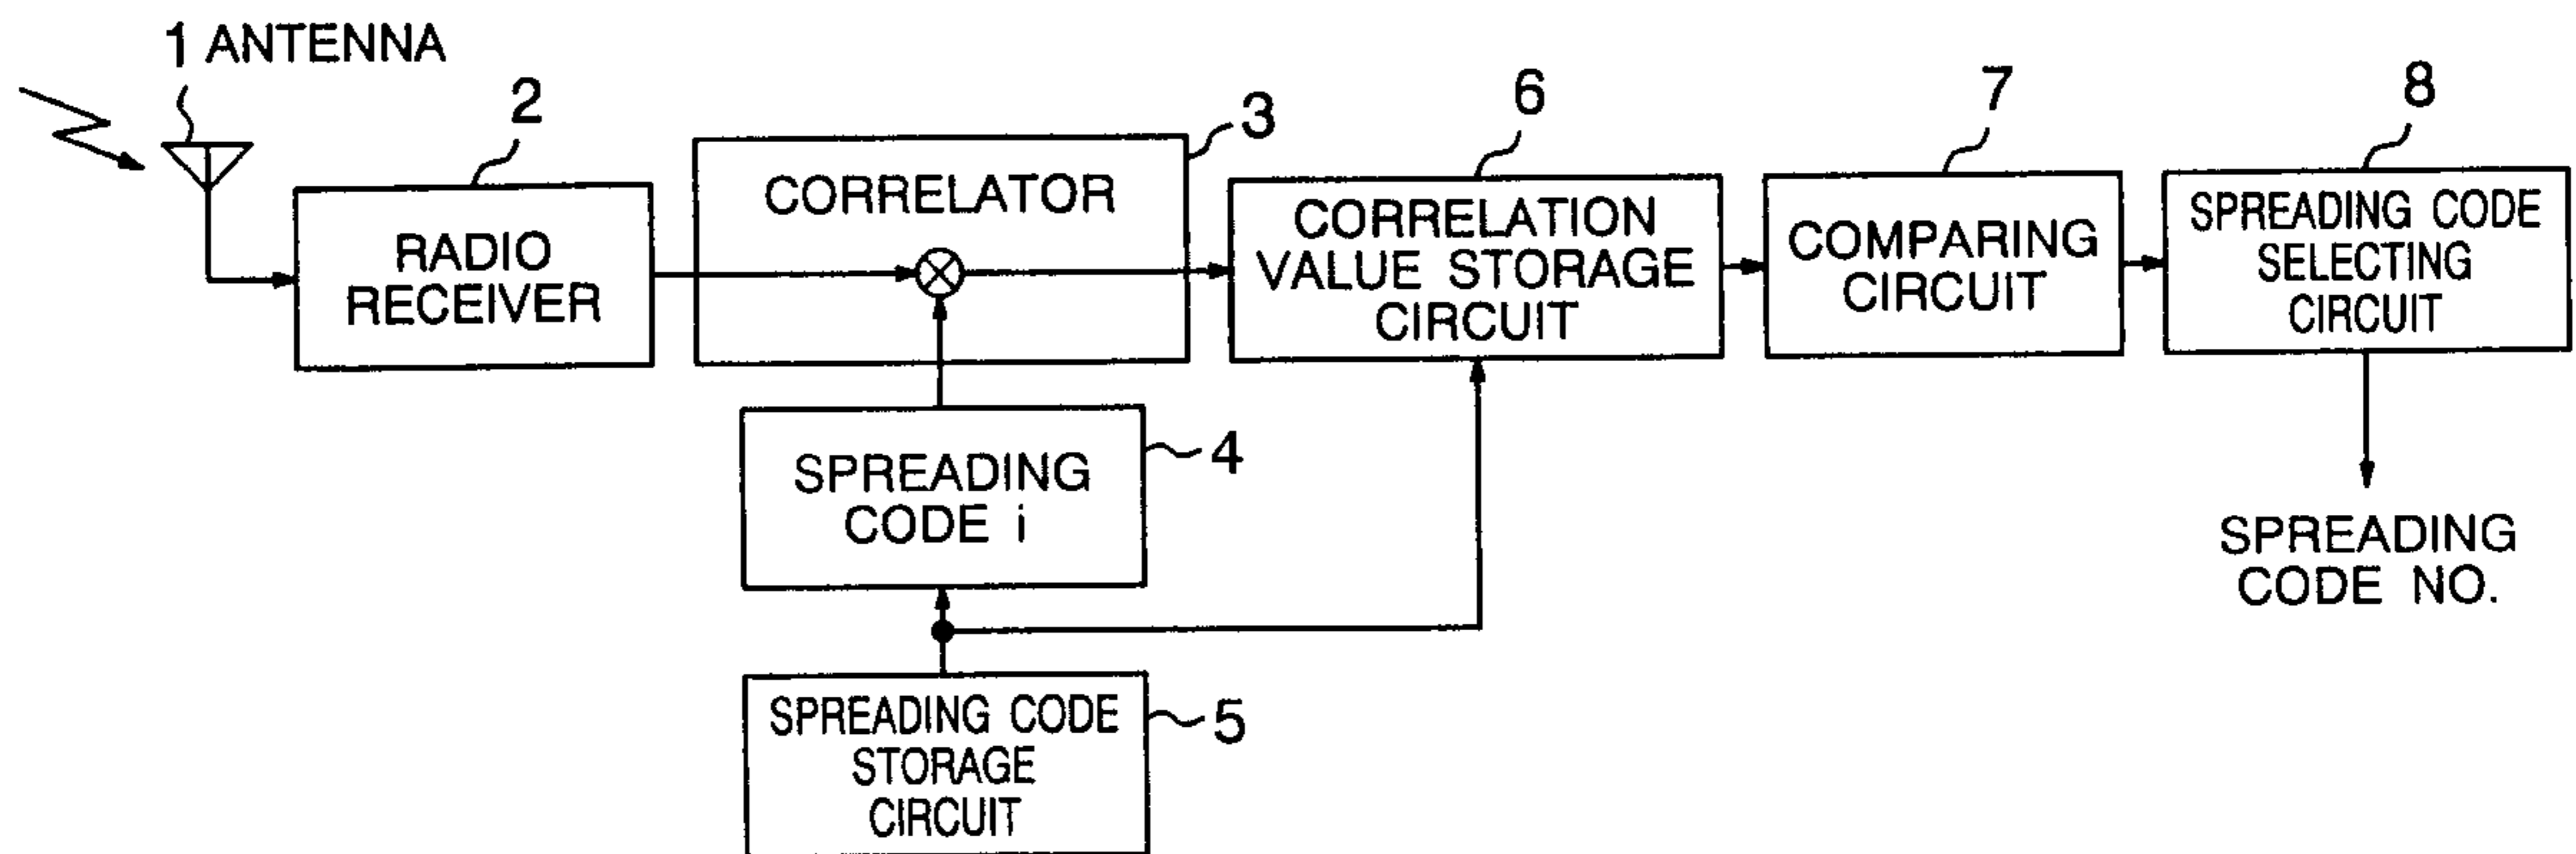 1 ANTENNA
2
3
6
7
8
RADIO
RECEIVER
CORRELATOR
CORRELATION
VALUE STORAGE
CIRCUIT
COMPARING
CIRCUIT
SPREADING CODE
SELECTING
CIRCUIT
SPREADING
CODE i
4
SPREADING
CODE NO.
SPREADING CODE
STORAGE
CIRCUIT
5